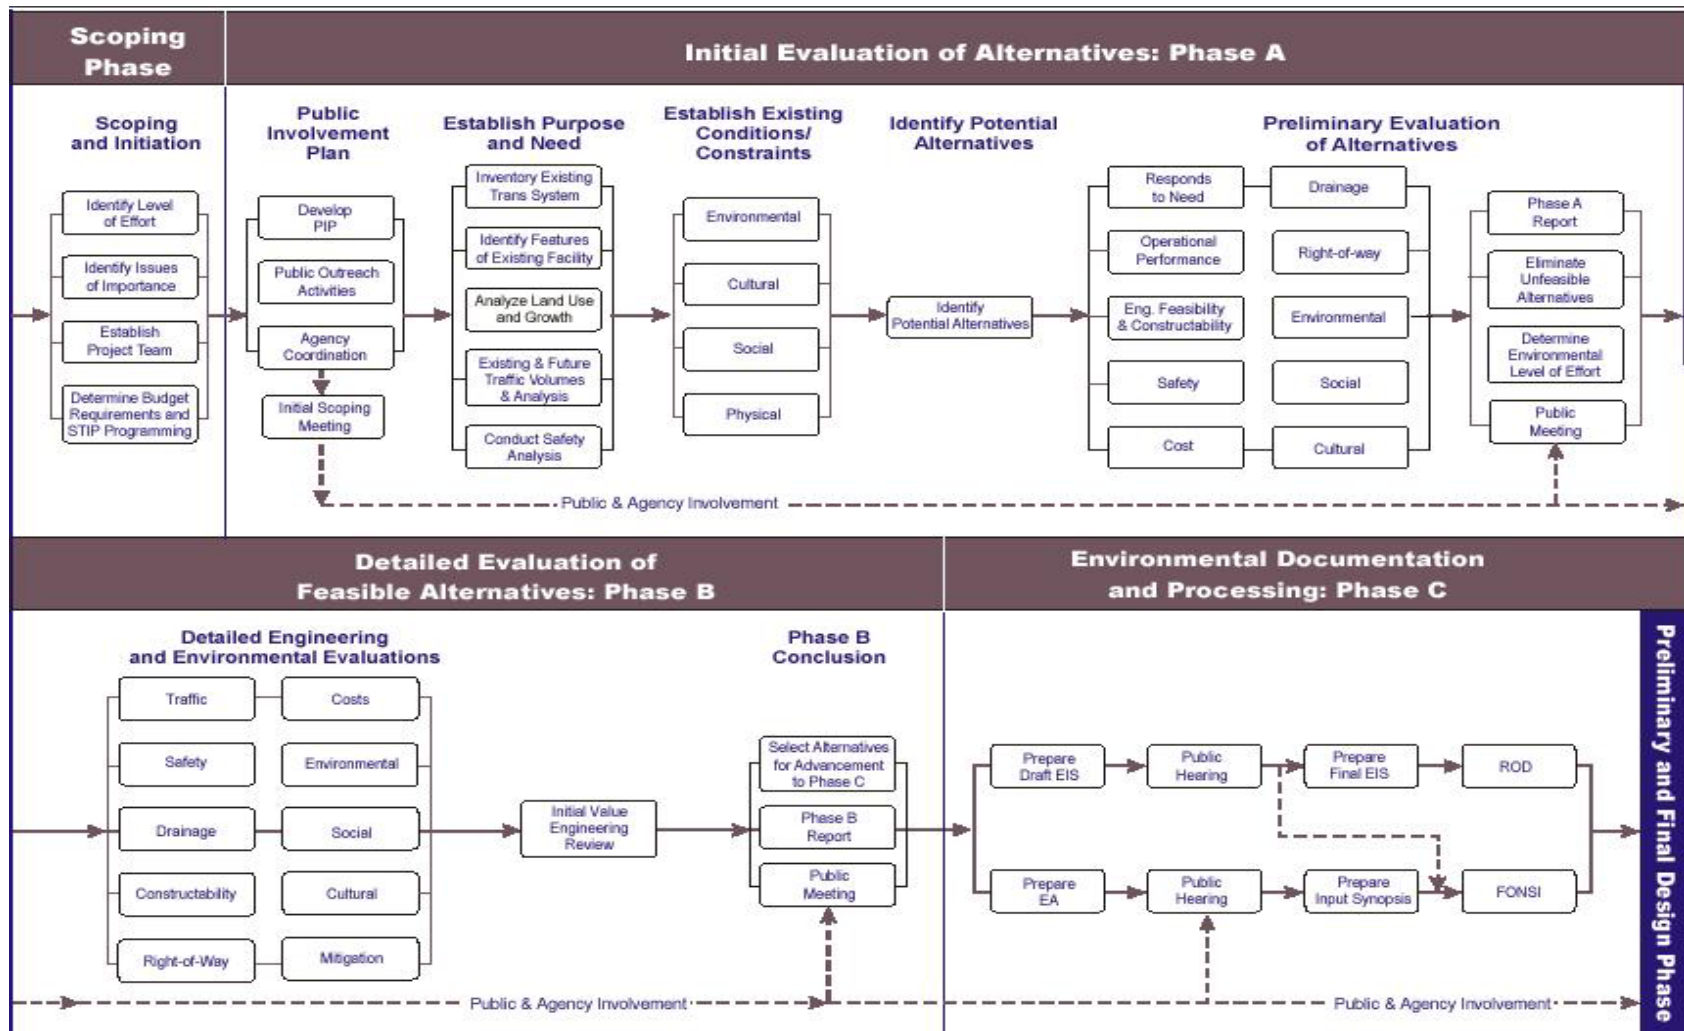 Scoping
Phase
Initial Evaluation of Alternatives: Phase A
Scoping
and Initiation
Identify Level
of Effort
Identify Issues
of Importance
Establish
Project Team
Determine Budget
Requirements and
STIP Programming
Public
Involvement
Plan
Develop
PIP
Public Outreach
Activities
Agency
Coordination
Initial Scoping
Meeting
Establish Purpose
and Need
Inventory Existing
Trans System
Identify Features
of Existing Facility
Analyze Land Use
and Growth
Existing & Future
Traffic Volumes
& Analysis
Conduct Safety
Analysis
Establish Existing
Conditions/
Constraints
Environmental
Cultural
Social
Physical
Identify Potential
Alternatives
Identify
Potential Alternatives
Preliminary Evaluation
of Alternatives
Responds
to Need
Operational
Performance
Eng. Feasibility
& Constructability
Safety
Cost
Drainage
Right-of-way
Environmental
Social
Cultural
Phase A
Report
Eliminate
Unfeasible
Alternatives
Determine
Environmental
Level of Effort
Public
Meeting
Public & Agency Involvement
Detailed Evaluation of
Feasible Alternatives: Phase B
Environmental Documentation
and Processing: Phase C
Detailed Engineering
and Environmental Evaluations
Traffic
Safety
Drainage
Constructability
Right-of-Way
Costs
Environmental
Social
Cultural
Mitigation
Initial Value
Engineering
Review
Phase B
Conclusion
Select Alternatives
for Advancement
to Phase C
Phase B
Report
Public
Meeting
Prepare
Draft EIS
Public
Hearing
Prepare
Final EIS
ROD
Prepare
EA
Public
Hearing
Prepare
Input Synopsis
FONSI
Public & Agency Involvement
Public & Agency Involvement
Preliminary and Final Design Phase